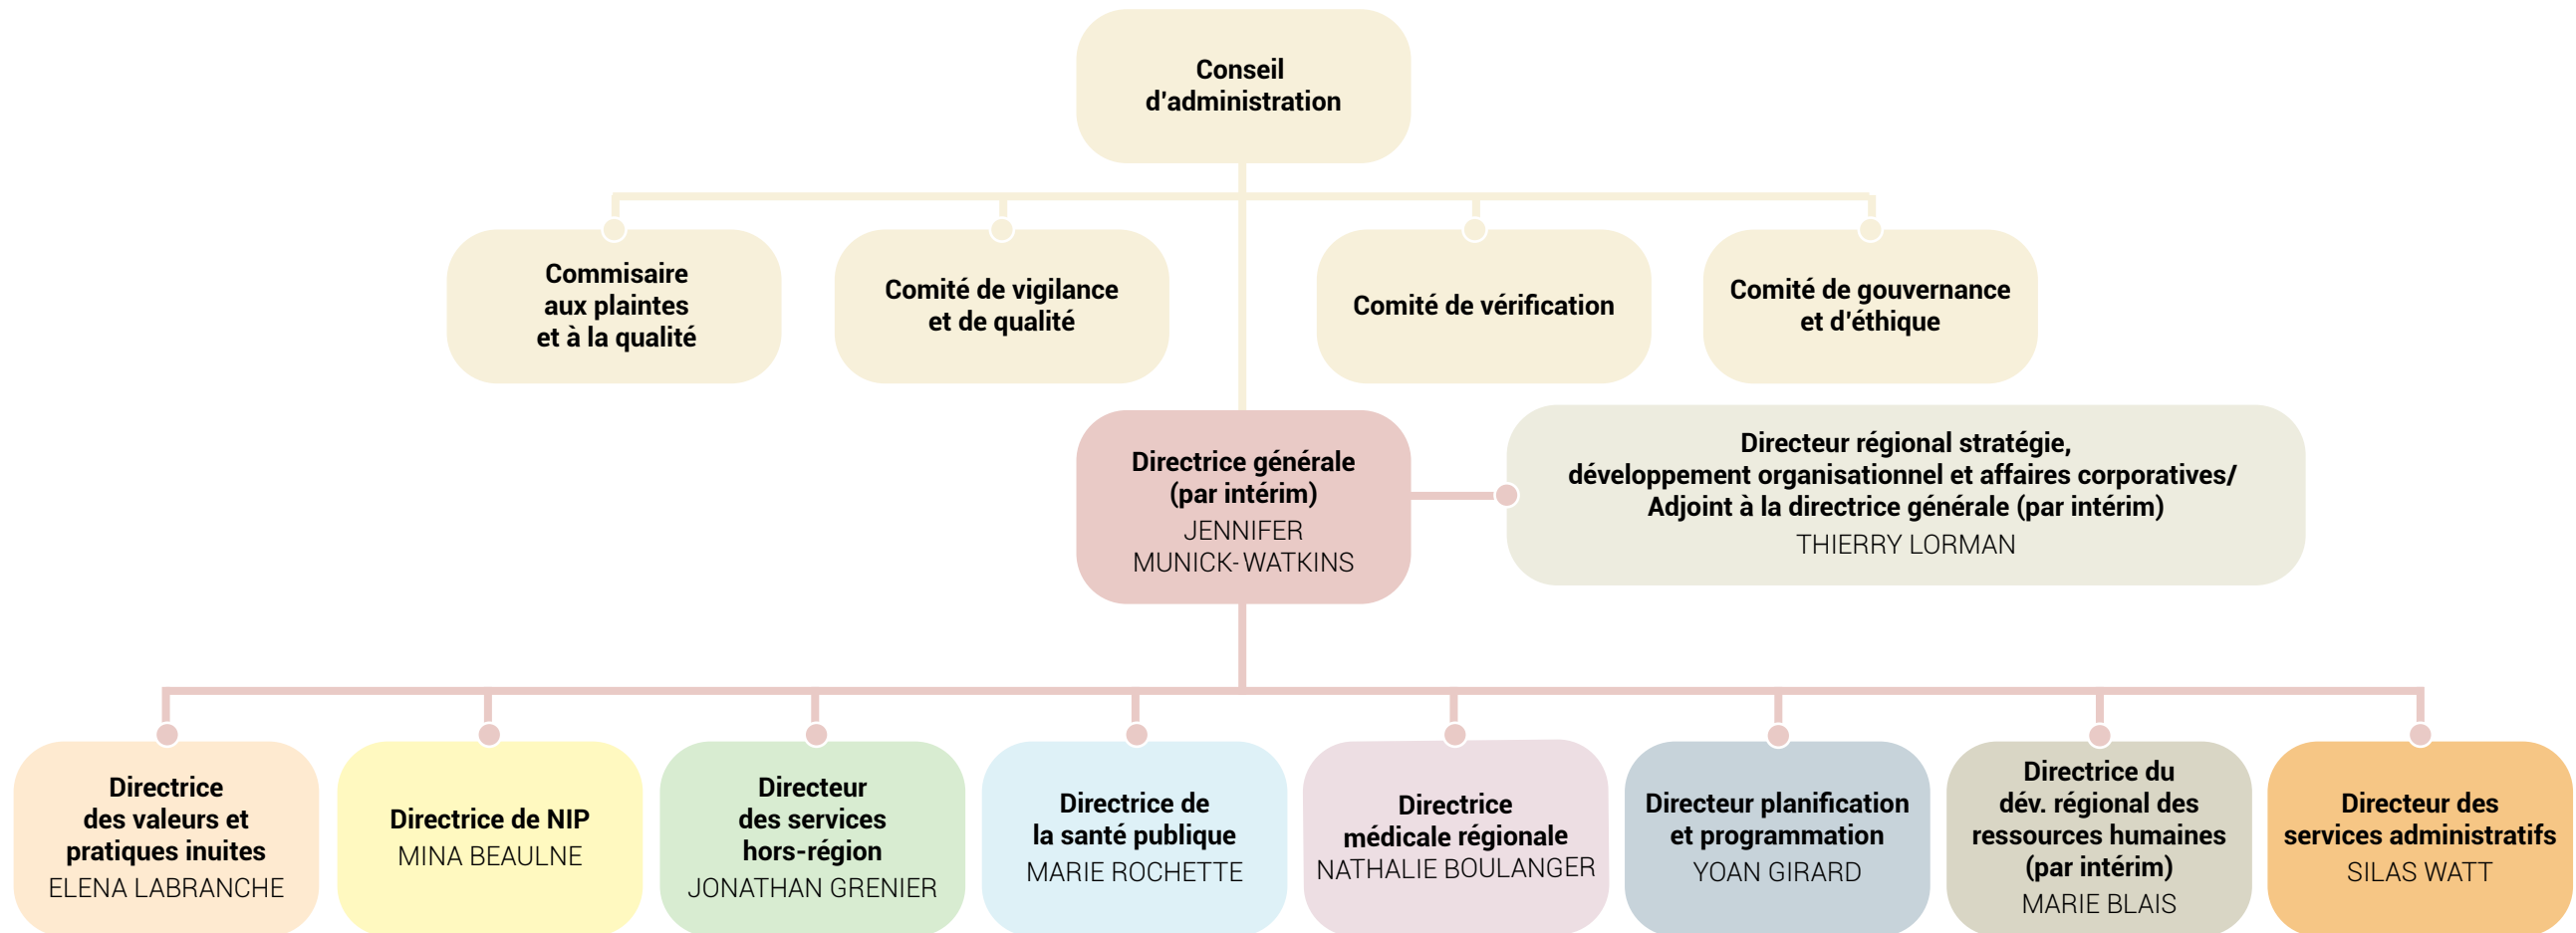 Conseil
d'administration
Commisaire
aux plaintes
et à la qualité
Comité de vigilance
et de qualité
Comité de vérification
Comité de gouvernance
et d'éthique
Directrice générale
(par intérim)
JENNIFER
MUNICK-WATKINS
Directeur régional stratégie,
développement organisationnel et affaires corporatives/
Adjoint à la directrice générale (par intérim)
THIERRY LORMAN
Directrice
des valeurs et
pratiques inuites
ELENA LABRANCHE
Directrice de NIP
MINA BEAULNE
Directeur
des services
hors-région
JONATHAN GRENIER
Directrice de
la santé publique
MARIE ROCHETTE
Directrice
médicale régionale
NATHALIE BOULANGER
Directeur planification
et programmation
YOAN GIRARD
Directrice du
dév. régional des
ressources humaines
(par intérim)
MARIE BLAIS
Directeur des
services administratifs
SILAS WATT